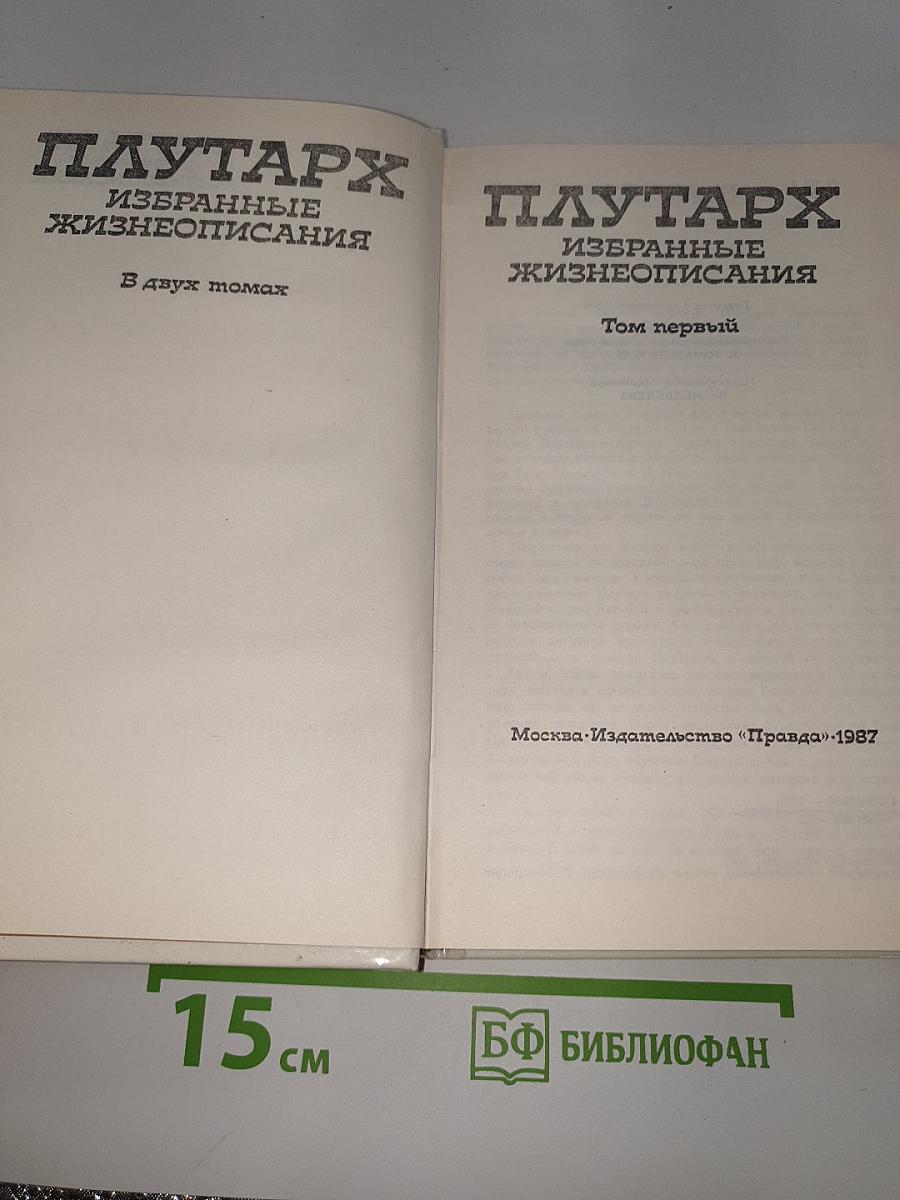 ПЛУТАРХ
ИЗБРАННЫЕ
ЖИЗНЕОПИСАНИЯ
В двух томах
ПЛУТАРХ
ИЗБРАННЫЕ
ЖИЗНЕОПИСАНИЯ
Том первый
Москва·Издательство «Правда»·1987
15 см
БФ БИБЛИОФАН